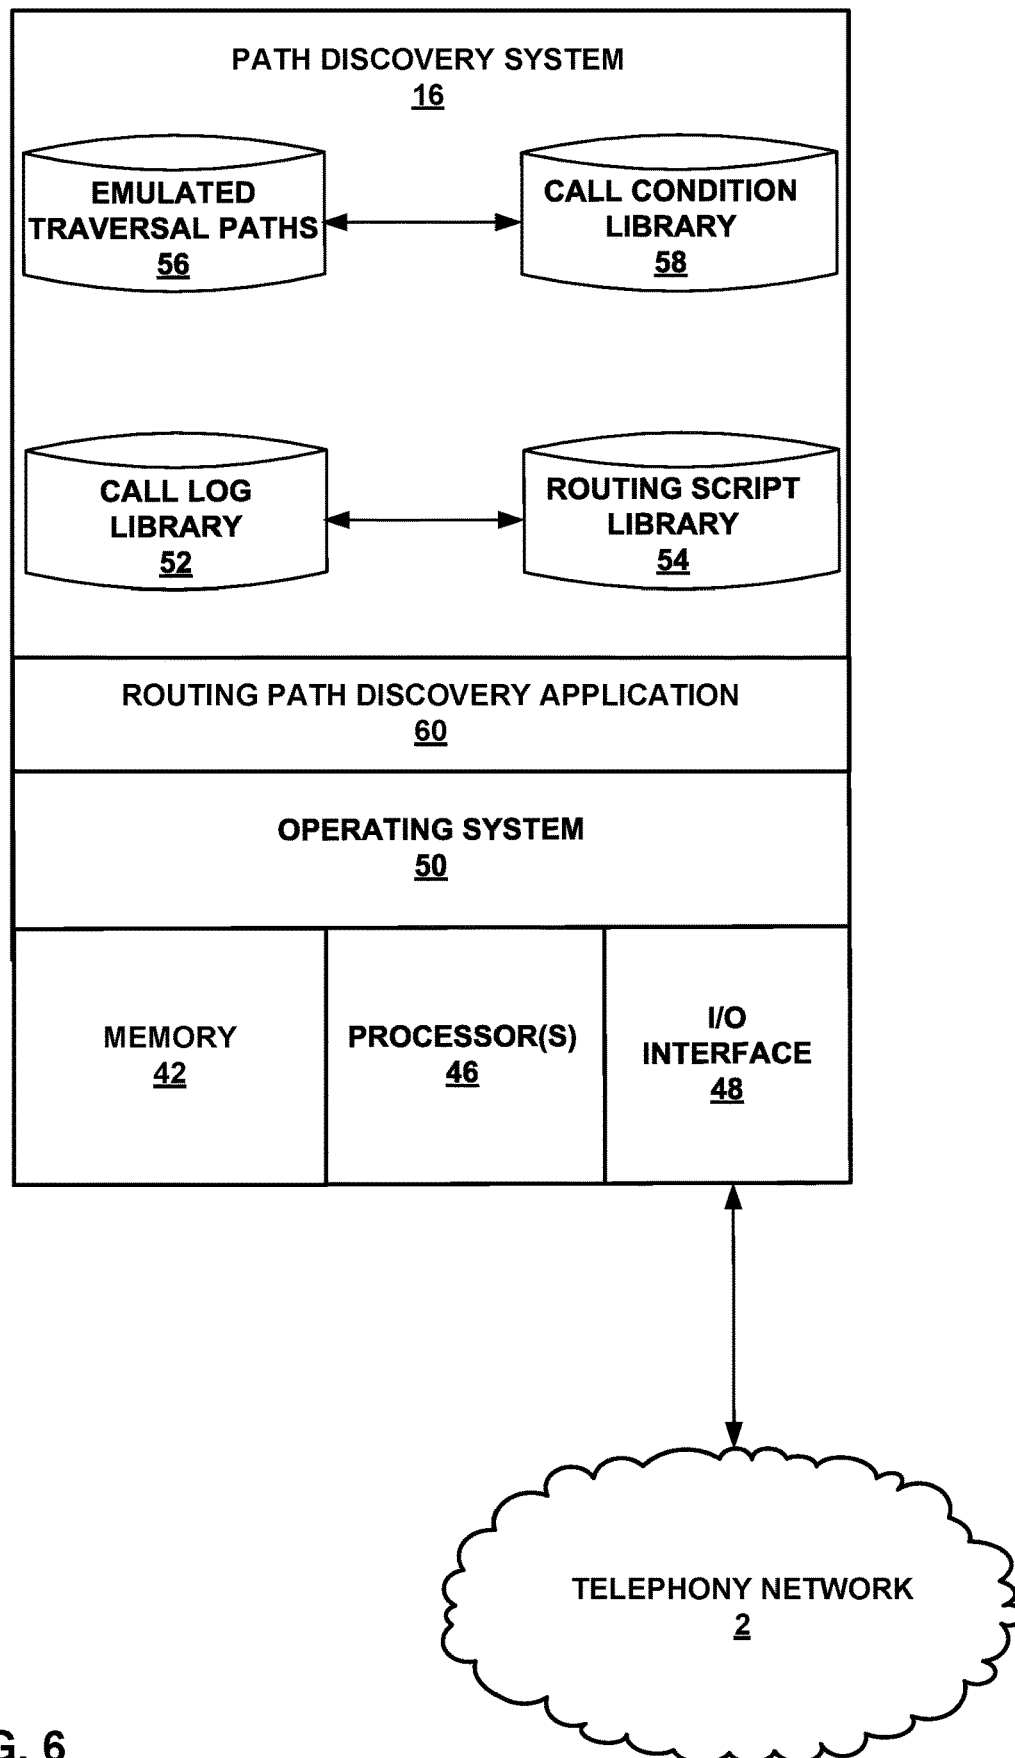 PATH DISCOVERY SYSTEM
16
EMULATED
TRAVERSAL PATHS
56
CALL CONDITION
LIBRARY
58
CALL LOG
LIBRARY
52
ROUTING SCRIPT
LIBRARY
54
ROUTING PATH DISCOVERY APPLICATION
60
OPERATING SYSTEM
50
MEMORY
42
PROCESSOR(S)
46
I/O
INTERFACE
48
TELEPHONY NETWORK
2
G. 6